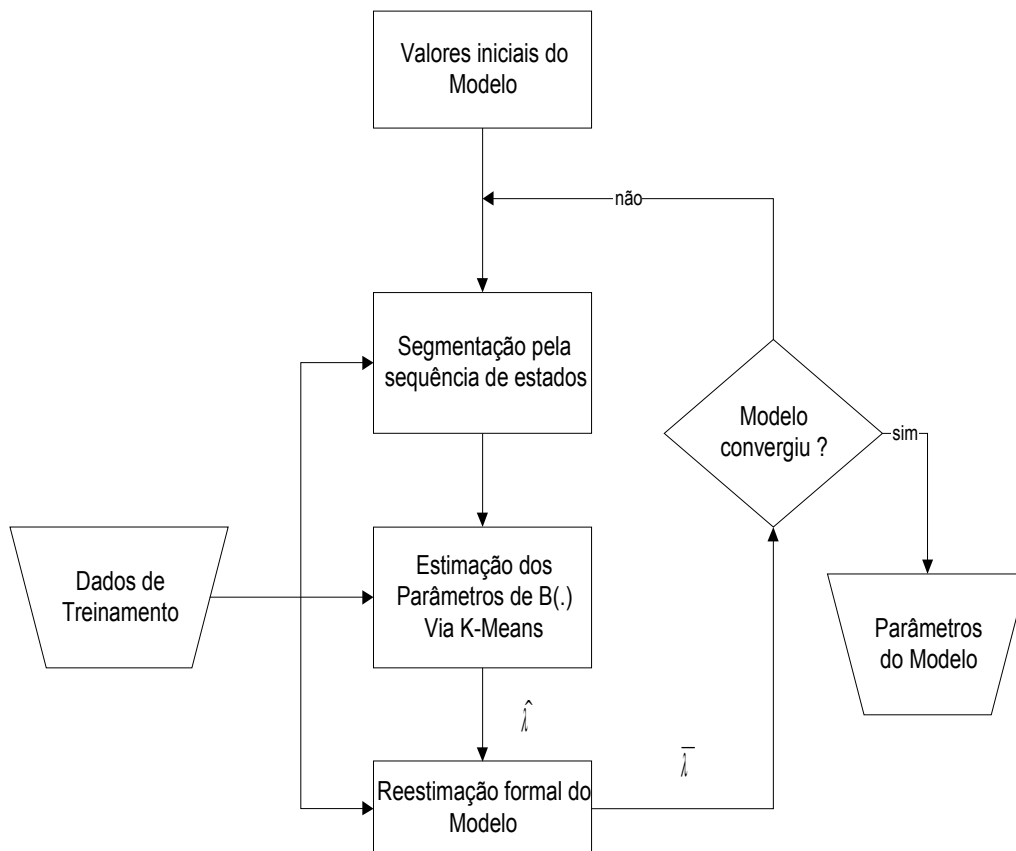 Valores iniciais do
Modelo
não
Segmentação pela
sequência de estados
Modelo
convergiu ?
sim
Dados de
Treinamento
Estimação dos
Parâmetros de B(.)
Via K-Means
Parâmetros
do Modelo
λ̂
λ̅
Reestimação formal do
Modelo